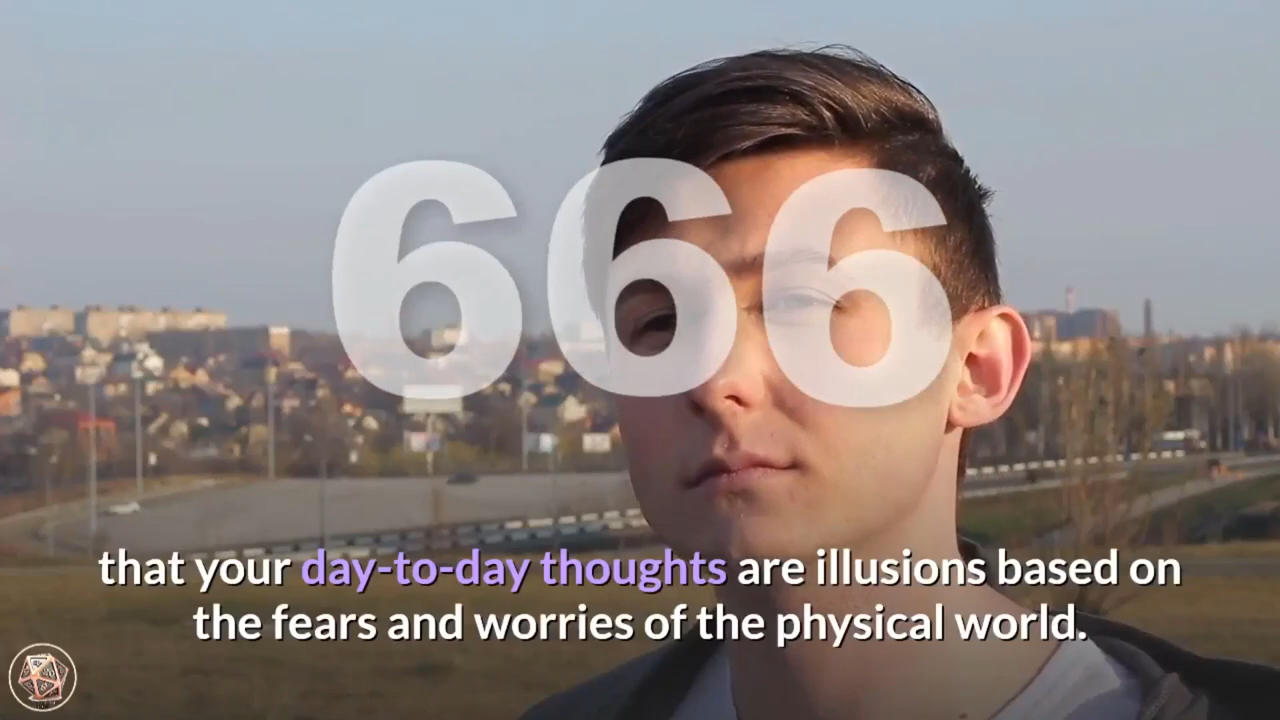 666
that your day-to-day thoughts are illusions based on
the fears and worries of the physical world.